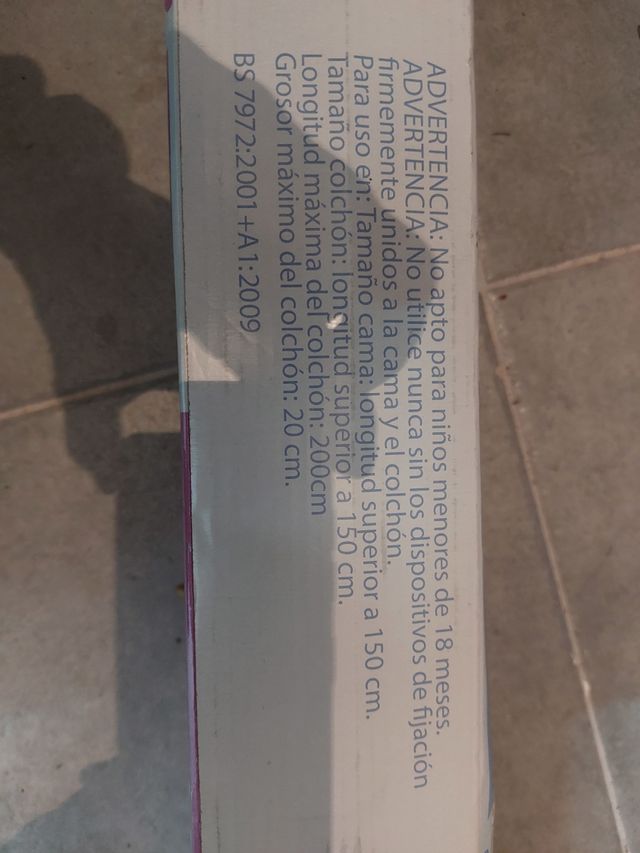 ADVERTENCIA: No apto para niños menores de 18 meses.
ADVERTENCIA: No utilice nunca sin los dispositivos de fijación
firmemente unidos a la cama y el colchón.
Para uso en: Tamaño cama: longitud superior a 150 cm.
Tamaño colchón: longitud superior a 150 cm.
Longitud máxima del colchón: 200cm
Grosor máximo del colchón: 20 cm.
BS 7972:2001+A1:2009